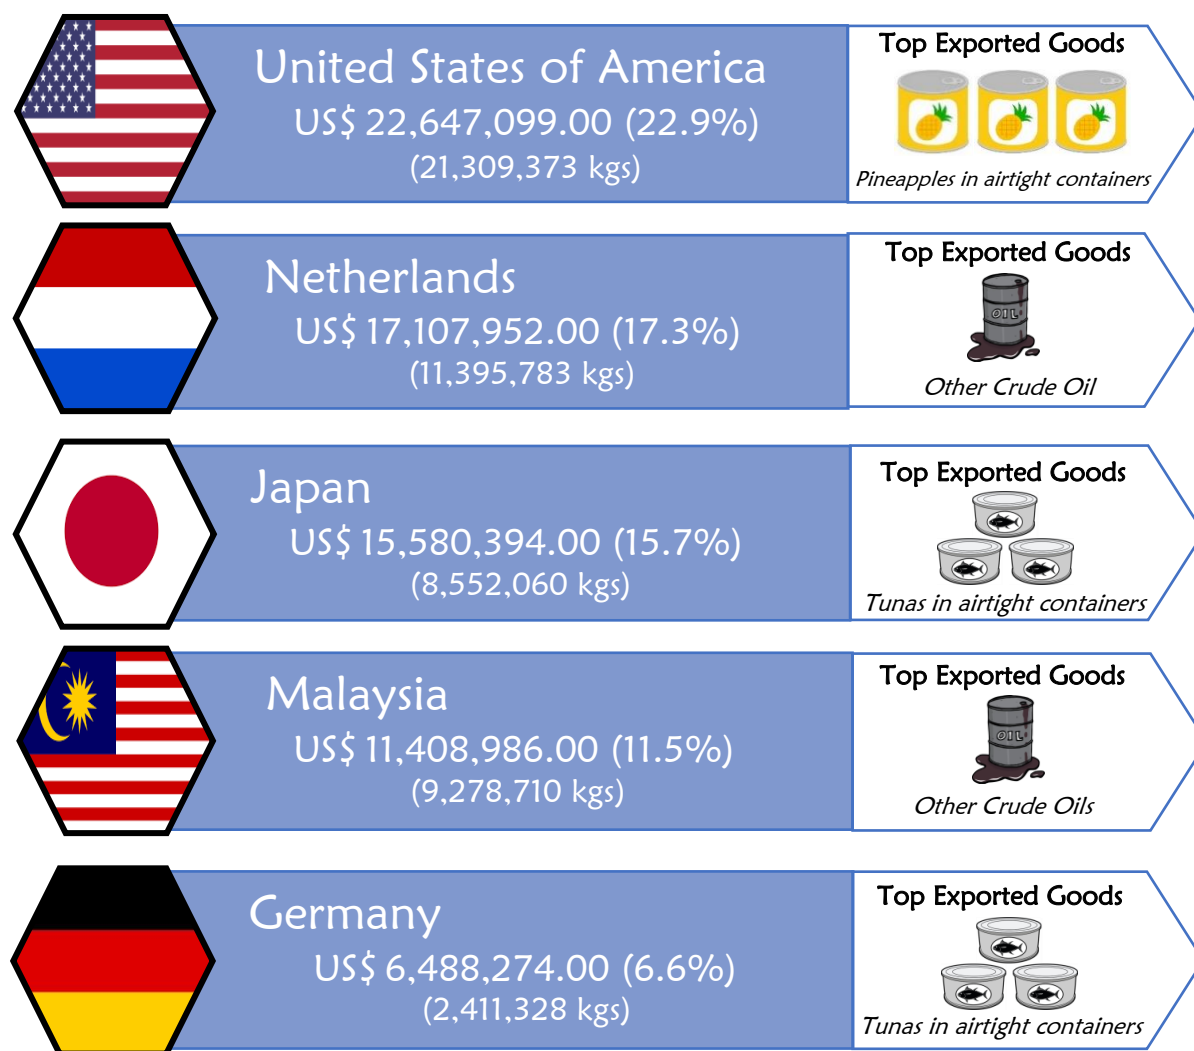 United States of America
US$ 22,647,099.00 (22.9%)
(21,309,373 kgs)
Top Exported Goods
Pineapples in airtight containers
Netherlands
US$ 17,107,952.00 (17.3%)
(11,395,783 kgs)
Top Exported Goods
OIL
Other Crude Oil
Japan
US$ 15,580,394.00 (15.7%)
(8,552,060 kgs)
Top Exported Goods
Tunas in airtight containers
Malaysia
US$ 11,408,986.00 (11.5%)
(9,278,710 kgs)
Top Exported Goods
OIL
Other Crude Oils
Germany
US$ 6,488,274.00 (6.6%)
(2,411,328 kgs)
Top Exported Goods
Tunas in airtight containers